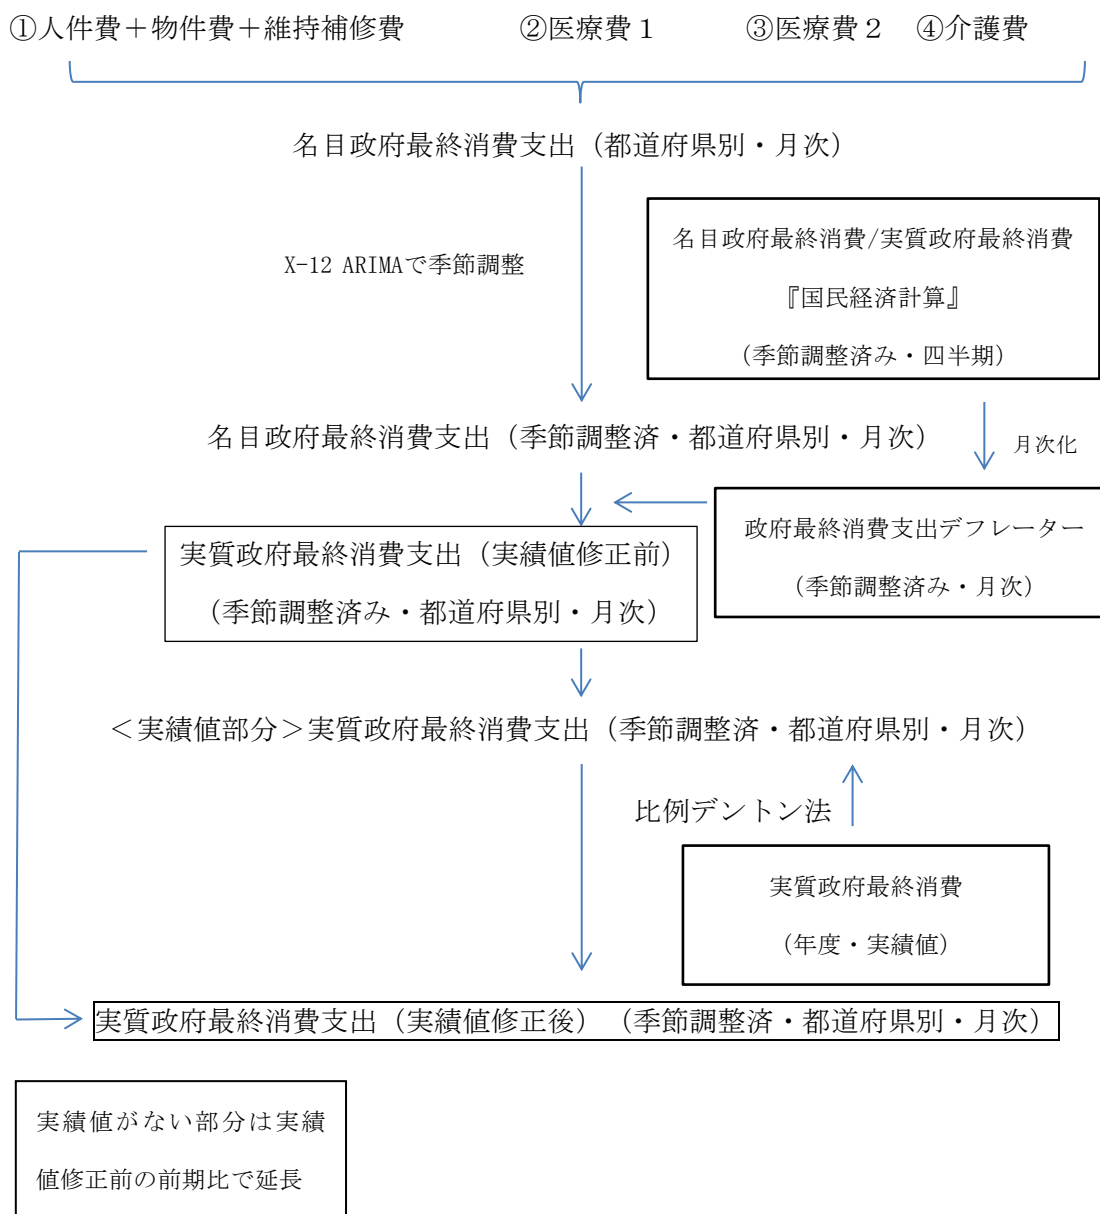 ①人件費＋物件費＋維持補修費　②医療費１　③医療費２　④介護費
名目政府最終消費支出（都道府県別・月次）
名目政府最終消費/実質政府最終消費
『国民経済計算』
（季節調整済み・四半期）
X-12 ARIMAで季節調整
名目政府最終消費支出（季節調整済・都道府県別・月次）
月次化
政府最終消費支出デフレーター
（季節調整済み・月次）
実質政府最終消費支出（実績値修正前）
（季節調整済み・都道府県別・月次）
＜実績値部分＞実質政府最終消費支出（季節調整済・都道府県別・月次）
比例デントン法
実質政府最終消費
（年度・実績値）
実質政府最終消費支出（実績値修正後）（季節調整済・都道府県別・月次）
実績値がない部分は実績
値修正前の前期比で延長